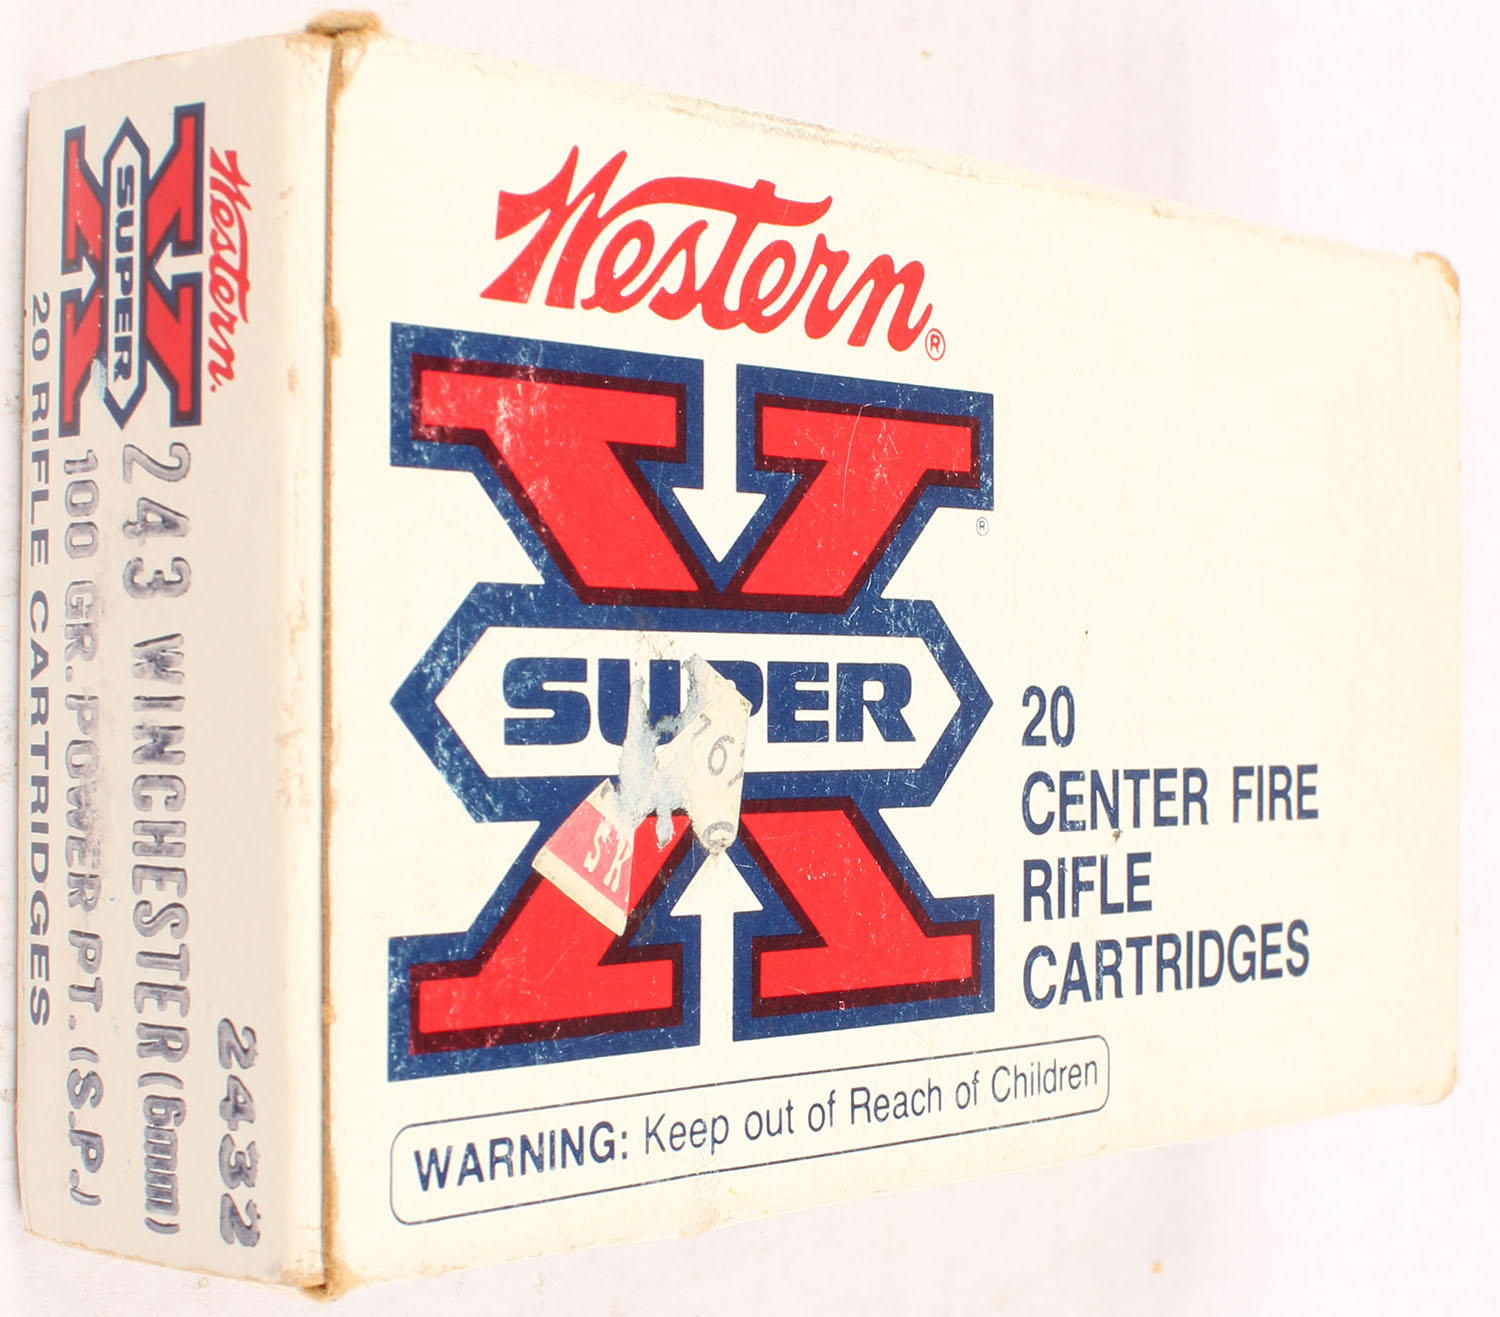 Western®
SUPER
®
20
CENTER FIRE
RIFLE
CARTRIDGES
WARNING: Keep out of Reach of Children
Western.
SUPER
2432
243 WINCHESTER (6mm)
100 GR. POWER PT. (S.P.)
20 RIFLE CARTRIDGES